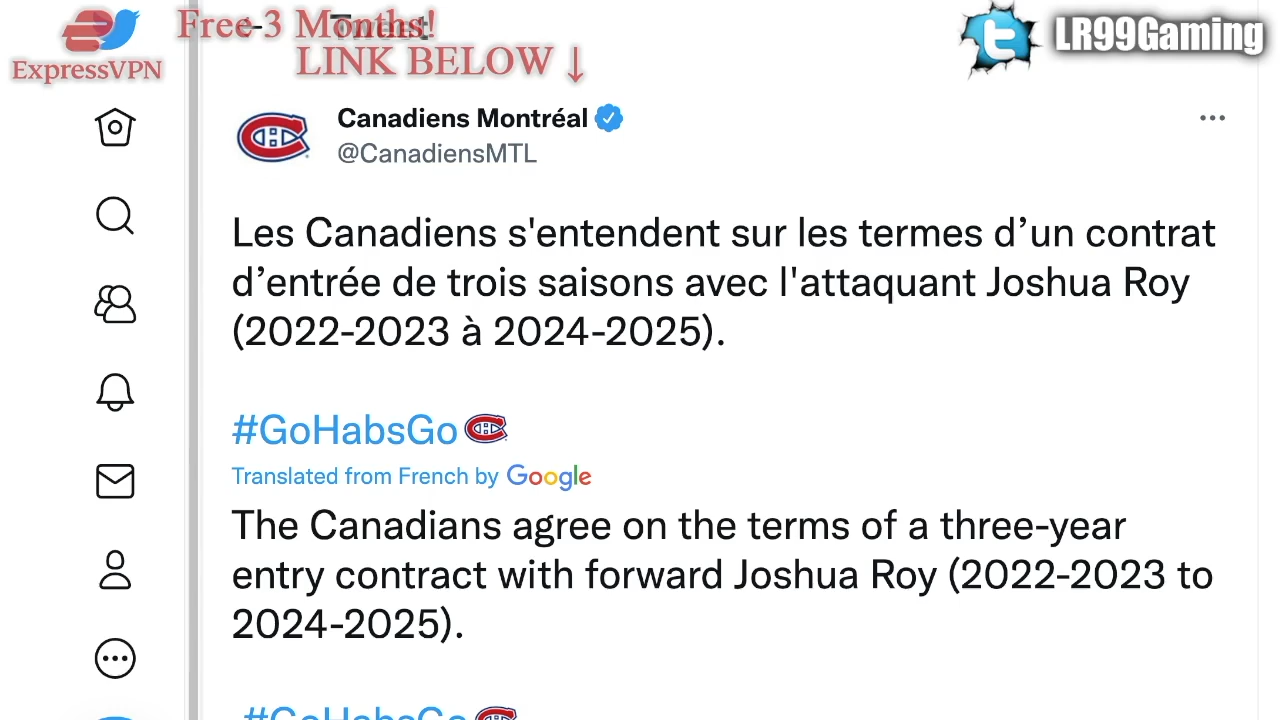 Free 3 Months!
LINK BELOW ↓
ExpressVPN
LR99Gaming
Canadiens Montréal
@CanadiensMTL
Les Canadiens s'entendent sur les termes d’un contrat
d’entrée de trois saisons avec l'attaquant Joshua Roy
(2022-2023 à 2024-2025).
#GoHabsGo
Translated from French by Google
The Canadians agree on the terms of a three-year
entry contract with forward Joshua Roy (2022-2023 to
2024-2025).
#GoHabsGo